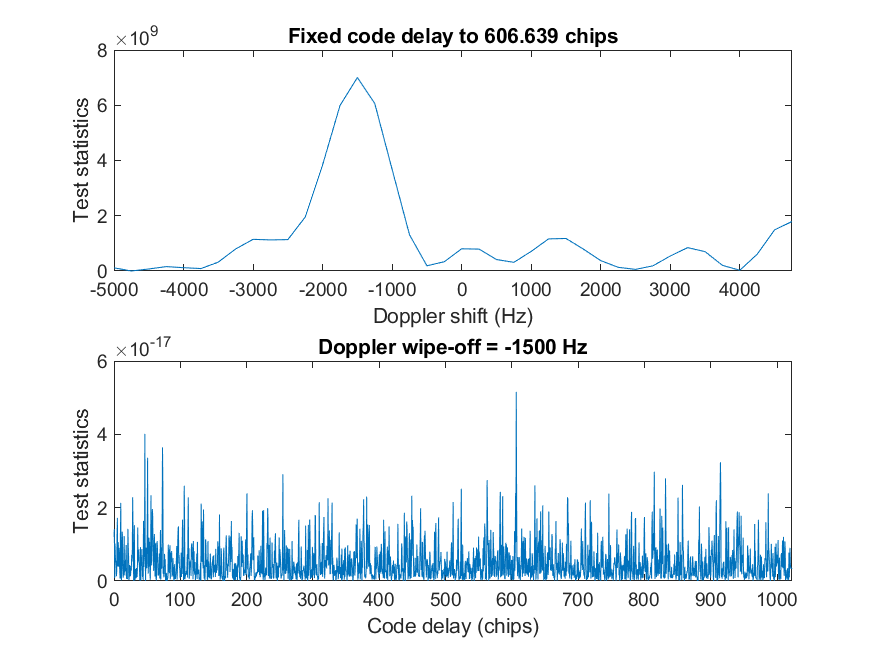 ×10^9
Fixed code delay to 606.639 chips
8
6
4
2
0
Test statistics
-5000 -4000 -3000 -2000 -1000 0 1000 2000 3000 4000
Doppler shift (Hz)
×10^-17
Doppler wipe-off = -1500 Hz
6
4
2
0
Test statistics
0 100 200 300 400 500 600 700 800 900 1000
Code delay (chips)